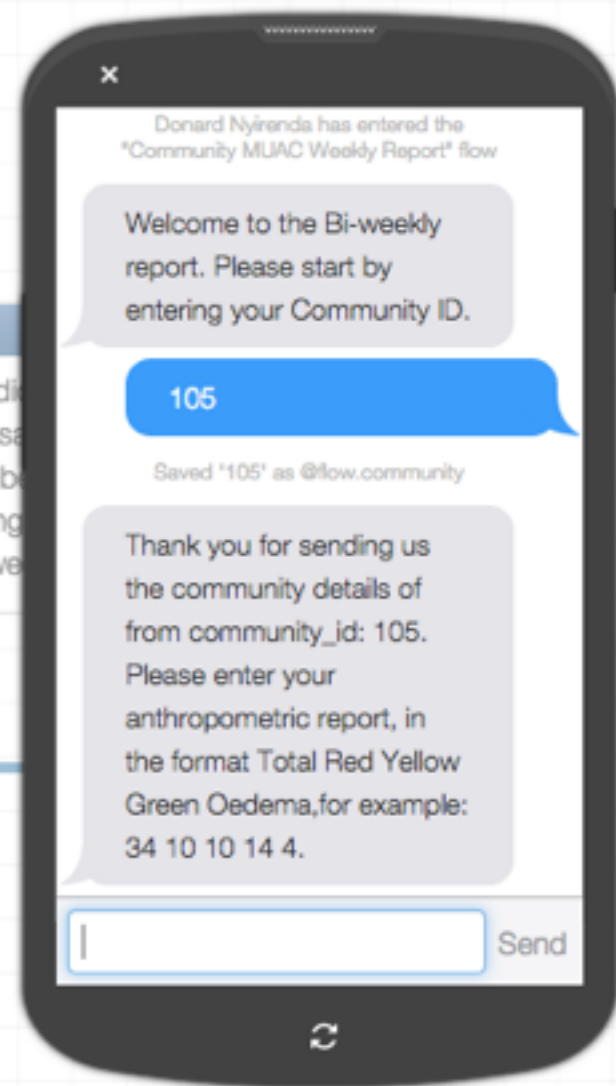 Donard Nyirenda has entered the
"Community MUAC Weekly Report" flow
Welcome to the Bi-weekly
report. Please start by
entering your Community ID.
105
Saved '105' as @flow.community
Thank you for sending us
the community details of
from community_id: 105.
Please enter your
anthropometric report, in
the format Total Red Yellow
Green Oedema,for example:
34 10 10 14 4.
Send